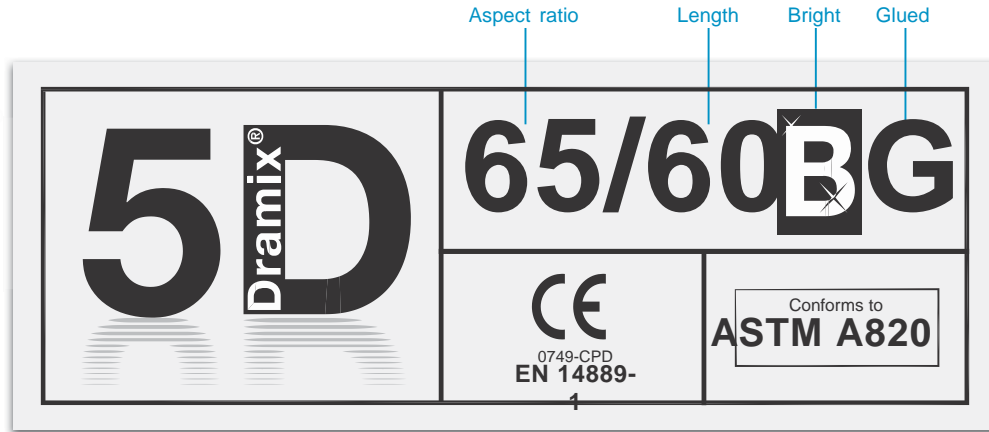 Aspect ratio Length Bright Glued
5D
Dramix®
65/60BG
CE
0749-CPD
EN 14889-
1
Conforms to
ASTM A820